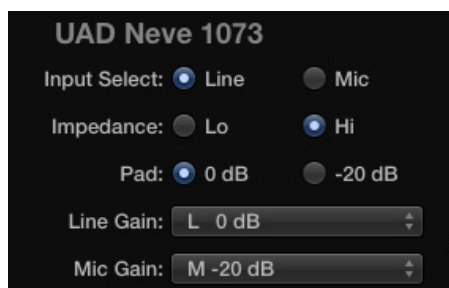 UAD Neve 1073
Input Select: Line Mic
Impedance: Lo Hi
Pad: 0 dB -20 dB
Line Gain: L 0 dB
Mic Gain: M -20 dB